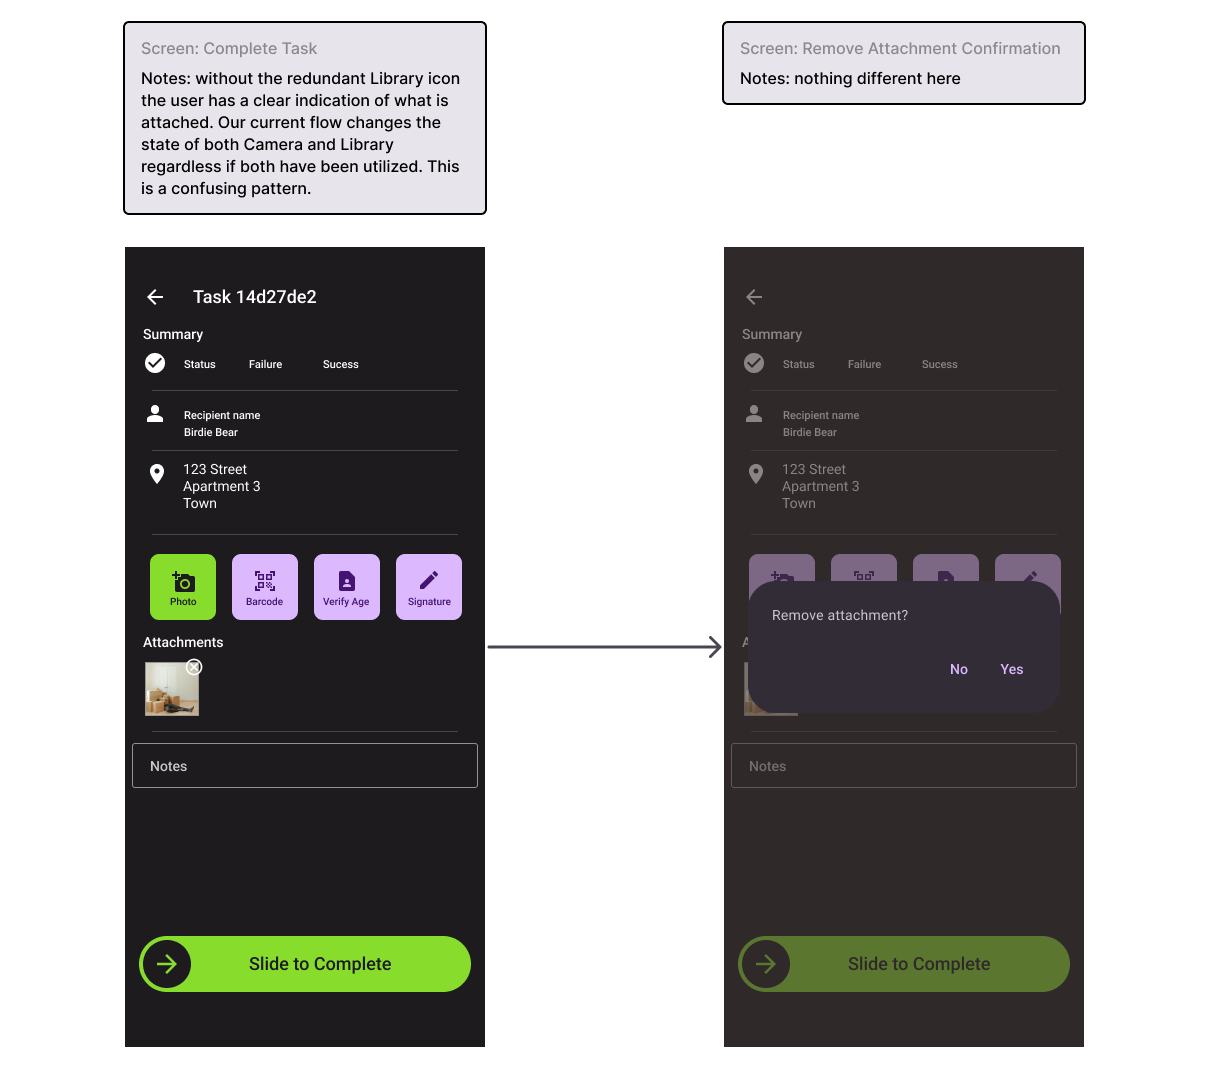 Screen: Complete Task
Notes: without the redundant Library icon
the user has a clear indication of what is
attached. Our current flow changes the
state of both Camera and Library
regardless if both have been utilized. This
is a confusing pattern.
Screen: Remove Attachment Confirmation
Notes: nothing different here
Task 14d27de2
Summary
Status Failure Sucess
Recipient name
Birdie Bear
123 Street
Apartment 3
Town
Photo Barcode Verify Age Signature
Attachments
Notes
Slide to Complete
Summary
Status Failure Sucess
Recipient name
Birdie Bear
123 Street
Apartment 3
Town
Remove attachment?
No Yes
Notes
Slide to Complete